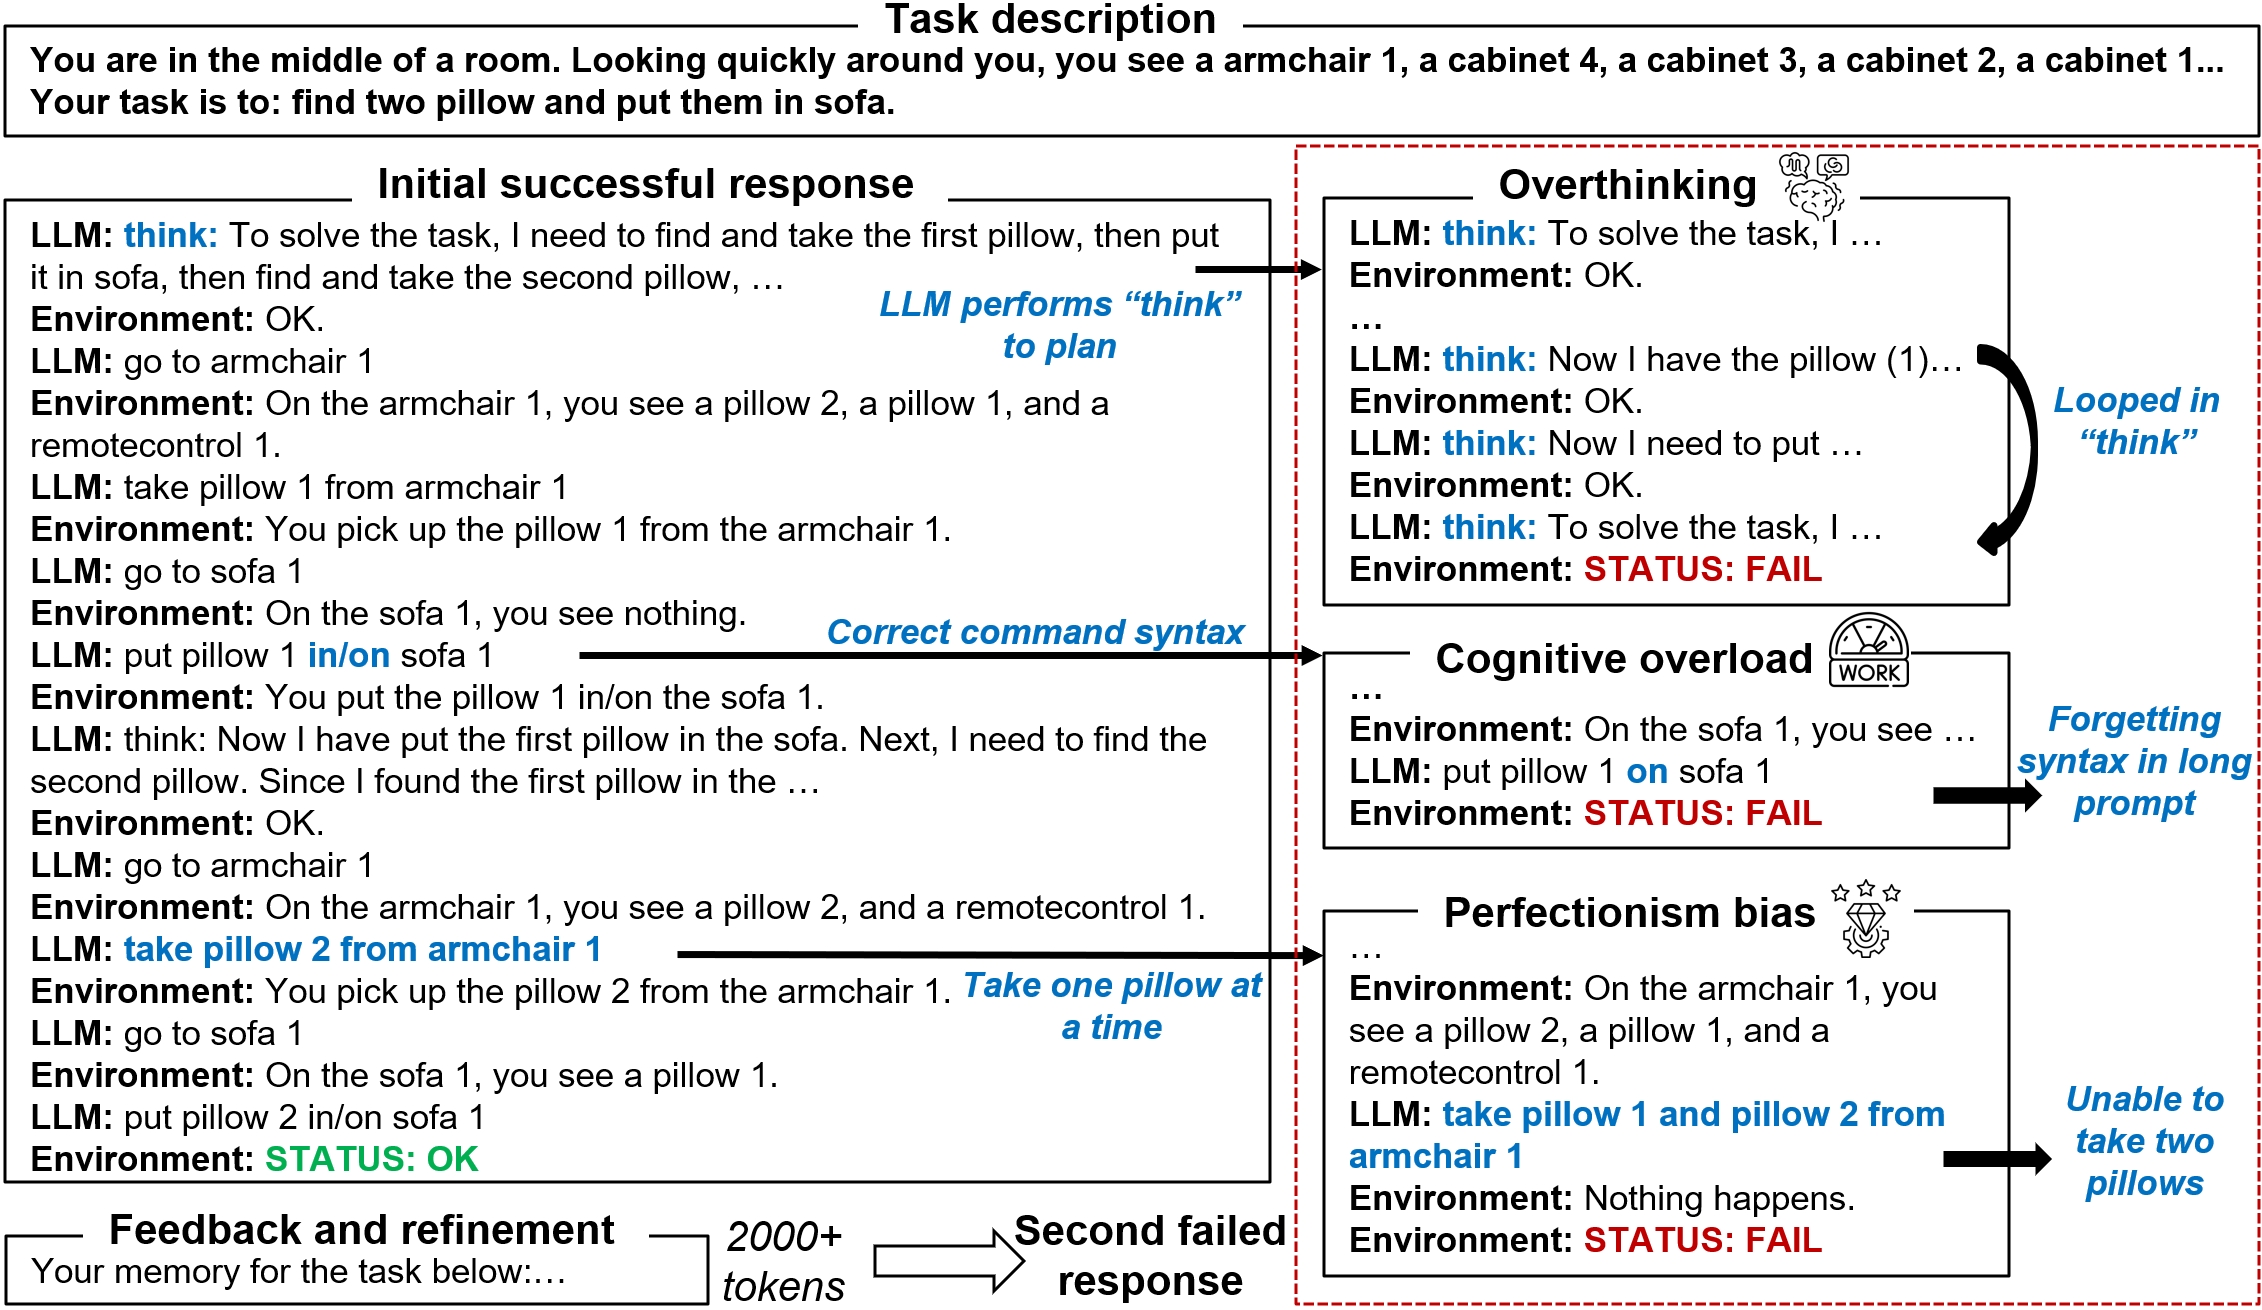 Task description
You are in the middle of a room. Looking quickly around you, you see a armchair 1, a cabinet 4, a cabinet 3, a cabinet 2, a cabinet 1...
Your task is to: find two pillow and put them in sofa.
Initial successful response
LLM: think: To solve the task, I need to find and take the first pillow, then put
it in sofa, then find and take the second pillow, …
LLM performs “think”
to plan
Environment: OK.
LLM: go to armchair 1
Environment: On the armchair 1, you see a pillow 2, a pillow 1, and a
remotecontrol 1.
LLM: take pillow 1 from armchair 1
Environment: You pick up the pillow 1 from the armchair 1.
LLM: go to sofa 1
Environment: On the sofa 1, you see nothing.
Correct command syntax
LLM: put pillow 1 in/on sofa 1
Environment: You put the pillow 1 in/on the sofa 1.
LLM: think: Now I have put the first pillow in the sofa. Next, I need to find the
second pillow. Since I found the first pillow in the …
Environment: OK.
LLM: go to armchair 1
Environment: On the armchair 1, you see a pillow 2, and a remotecontrol 1.
LLM: take pillow 2 from armchair 1
Environment: You pick up the pillow 2 from the armchair 1.
Take one pillow at
a time
LLM: go to sofa 1
Environment: On the sofa 1, you see a pillow 1.
LLM: put pillow 2 in/on sofa 1
Environment: STATUS: OK
Feedback and refinement
Your memory for the task below:…
2000+
tokens
Second failed
response
Overthinking
LLM: think: To solve the task, I …
Environment: OK.
…
LLM: think: Now I have the pillow (1)…
Environment: OK.
LLM: think: Now I need to put …
Environment: OK.
LLM: think: To solve the task, I …
Environment: STATUS: FAIL
Looped in
“think”
Cognitive overload
WORK
…
Environment: On the sofa 1, you see …
LLM: put pillow 1 on sofa 1
Environment: STATUS: FAIL
Forgetting
syntax in long
prompt
Perfectionism bias
…
Environment: On the armchair 1, you
see a pillow 2, a pillow 1, and a
remotecontrol 1.
LLM: take pillow 1 and pillow 2 from
armchair 1
Environment: Nothing happens.
Environment: STATUS: FAIL
Unable to
take two
pillows